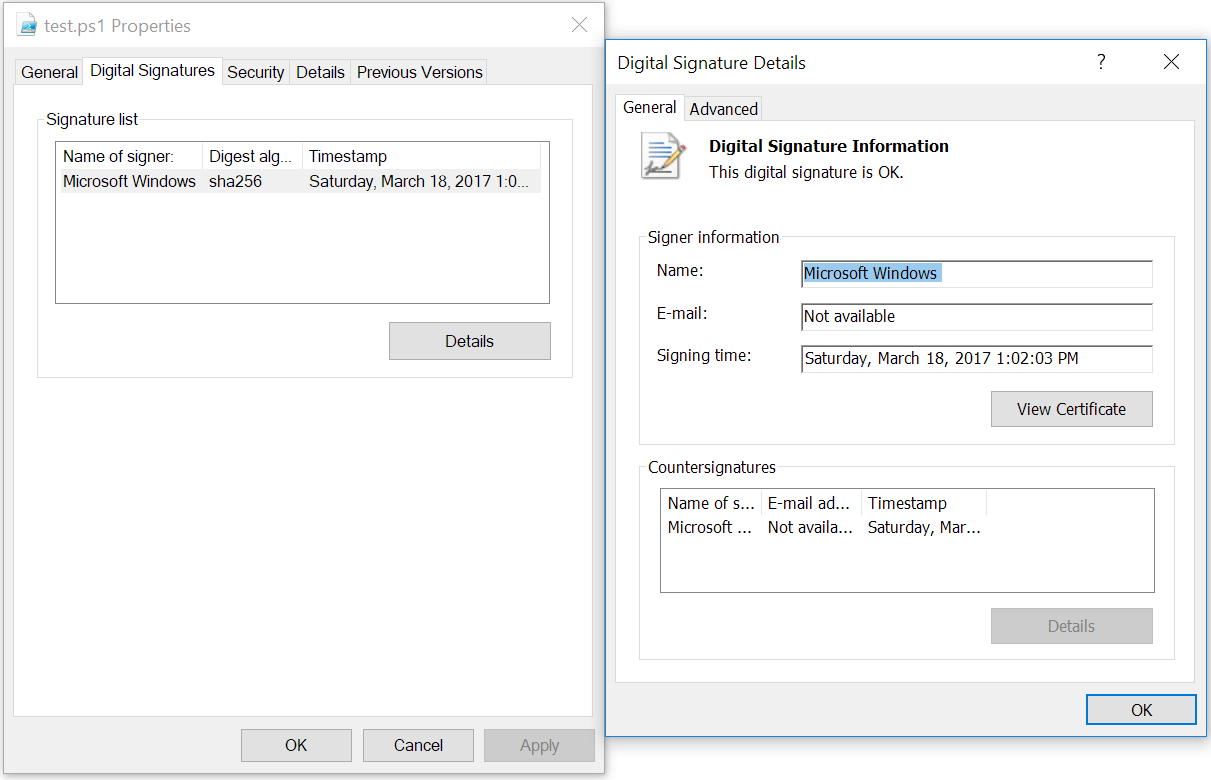 test.ps1 Properties
General Digital Signatures Security Details Previous Versions
Signature list
Name of signer: Digest alg... Timestamp
Microsoft Windows sha256 Saturday, March 18, 2017 1:0...
Details
OK Cancel Apply
Digital Signature Details ?
General Advanced
Digital Signature Information
This digital signature is OK.
Signer information
Name: Microsoft Windows
E-mail: Not available
Signing time: Saturday, March 18, 2017 1:02:03 PM
View Certificate
Countersignatures
Name of s... E-mail ad... Timestamp
Microsoft ... Not availa... Saturday, Mar...
Details
OK